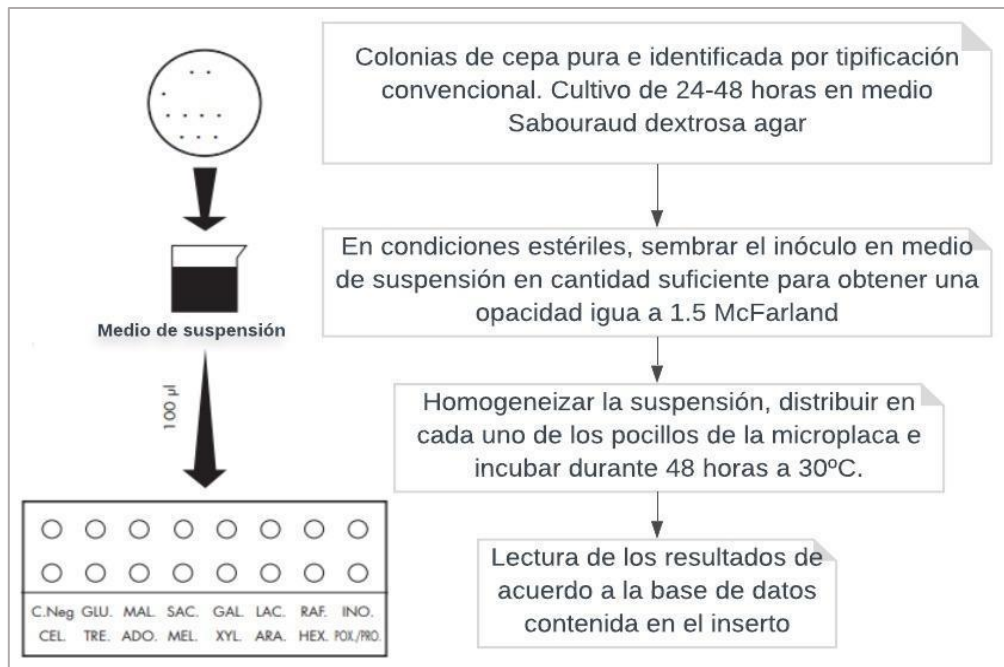 Colonias de cepa pura e identificada por tipificación
convencional. Cultivo de 24-48 horas en medio
Sabouraud dextrosa agar
En condiciones estériles, sembrar el inóculo en medio
de suspensión en cantidad suficiente para obtener una
opacidad igua a 1.5 McFarland
Medio de suspensión
100 µl
Homogeneizar la suspensión, distribuir en
cada uno de los pocillos de la microplaca e
incubar durante 48 horas a 30ºC.
Lectura de los resultados de
acuerdo a la base de datos
contenida en el inserto
C.Neg GLU. MAL. SAC. GAL. LAC. RAF. INO.
CEL. TRE. ADO. MEL. XYL. ARA. HEX. POX./PRO.